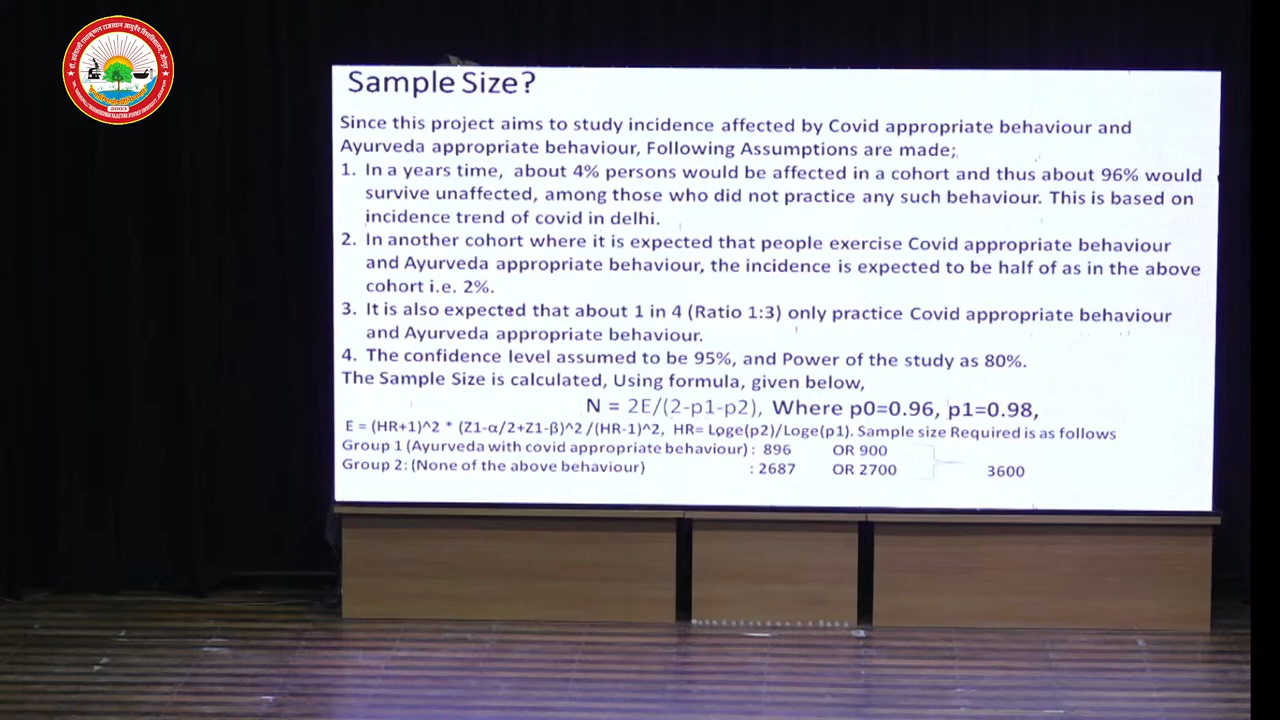 2003
Sample Size?
Since this project aims to study incidence affected by Covid appropriate behaviour and
Ayurveda appropriate behaviour, Following Assumptions are made;
1. In a years time, about 4% persons would be affected in a cohort and thus about 96% would
survive unaffected, among those who did not practice any such behaviour. This is based on
incidence trend of covid in delhi.
2. In another cohort where it is expected that people exercise Covid appropriate behaviour
and Ayurveda appropriate behaviour, the incidence is expected to be half of as in the above
cohort i.e. 2%.
3. It is also expected that about 1 in 4 (Ratio 1:3) only practice Covid appropriate behaviour
and Ayurveda appropriate behaviour.
4. The confidence level assumed to be 95%, and Power of the study as 80%.
The Sample Size is calculated, Using formula, given below,
N = 2E/(2-p1-p2), Where p0=0.96, p1=0.98,
E = (HR+1)^2 * (Z1-α/2+Z1-β)^2 /(HR-1)^2, HR= Loge(p2)/Loge(p1). Sample size Required is as follows
Group 1 (Ayurveda with covid appropriate behaviour) : 896 OR 900
Group 2: (None of the above behaviour) : 2687 OR 2700 3600